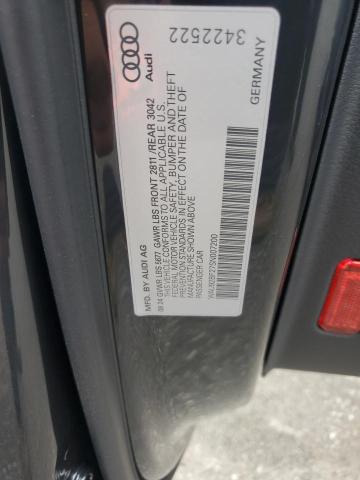 Audi
3422522
GERMANY
MFD. BY AUDI AG
08 24 GVWR LBS 5677 GAWR LBS FRONT 2811/REAR 3042
THIS VEHICLE CONFORMS TO ALL APPLICABLE U.S.
FEDERAL MOTOR VEHICLE SAFETY, BUMPER AND THEFT
PREVENTION STANDARDS IN EFFECT ON THE DATE OF
MANUFACTURE SHOWN ABOVE
PASSENGER CAR